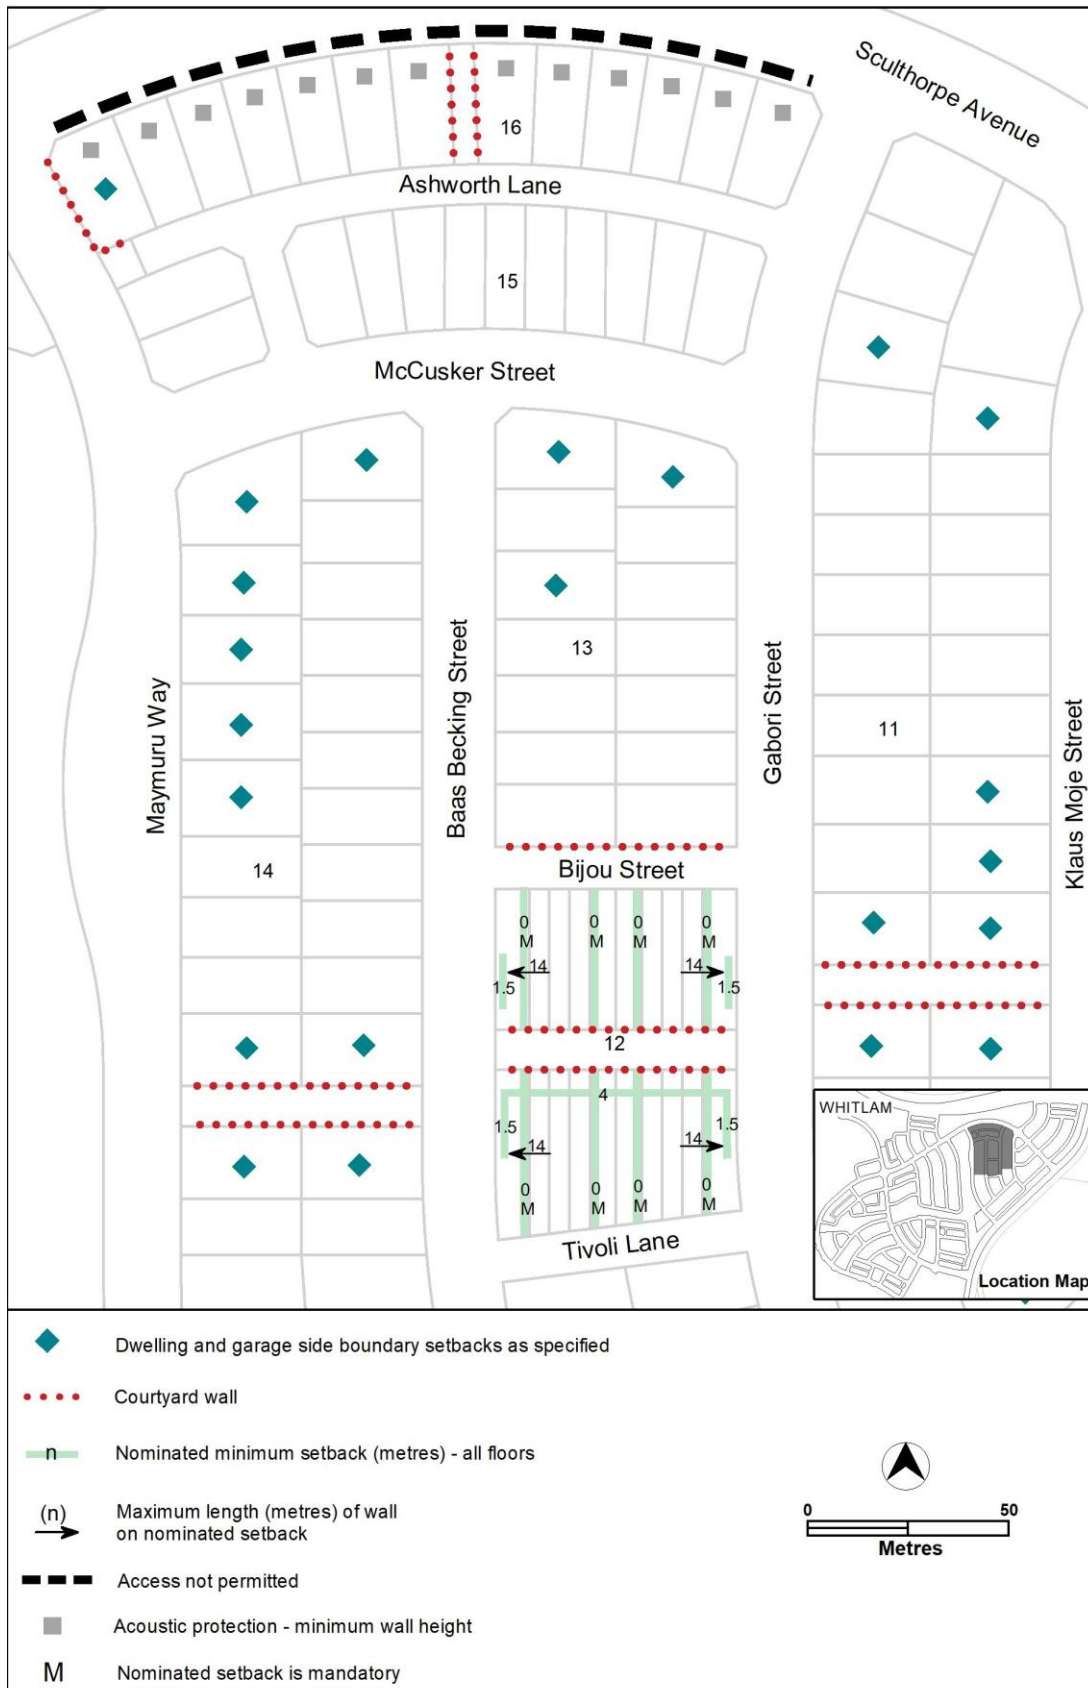 Sculthorpe Avenue
16
Ashworth Lane
15
McCusker Street
13
Maymuru Way
Baas Becking Street
Gabori Street
11
Klaus Moje Street
14
Bijou Street
0 0 0 0
M M M M
14 14
1.5 1.5
12
4
1.5 1.5
14 14
0 0 0 0
M M M M
Tivoli Lane
WHITLAM
Location Map
Dwelling and garage side boundary setbacks as specified
Courtyard wall
n Nominated minimum setback (metres) - all floors
(n) Maximum length (metres) of wall
on nominated setback
0 50
Metres
Access not permitted
Acoustic protection - minimum wall height
M Nominated setback is mandatory